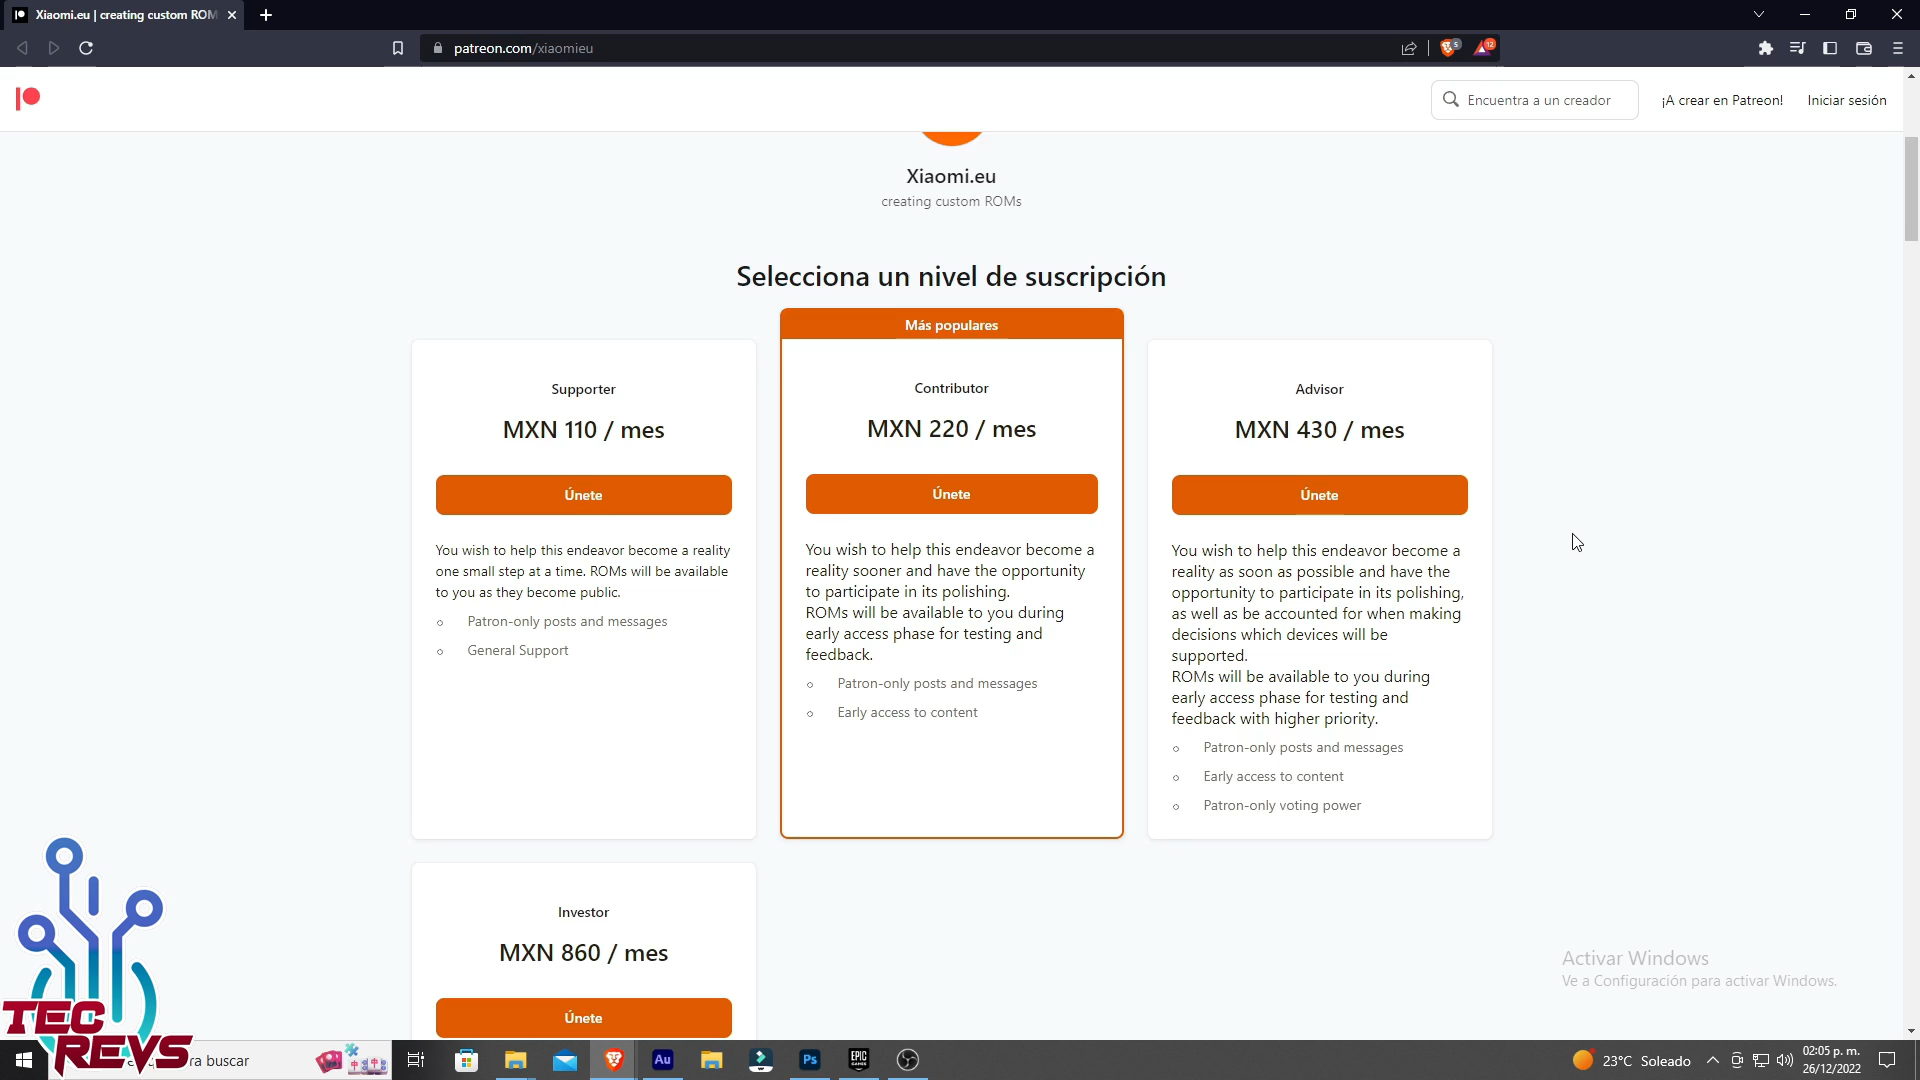 Xiaomi.eu | creating custom ROM
patreon.com/xiaomieu
5
12
Encuentra a un creador
¡A crear en Patreon!
Iniciar sesión
Xiaomi.eu
creating custom ROMs
Selecciona un nivel de suscripción
Más populares
Supporter
MXN 110 / mes
Únete
You wish to help this endeavor become a reality
one small step at a time. ROMs will be available
to you as they become public.
Patron-only posts and messages
General Support
Contributor
MXN 220 / mes
Únete
You wish to help this endeavor become a
reality sooner and have the opportunity
to participate in its polishing.
ROMs will be available to you during
early access phase for testing and
feedback.
Patron-only posts and messages
Early access to content
Advisor
MXN 430 / mes
Únete
You wish to help this endeavor become a
reality as soon as possible and have the
opportunity to participate in its polishing,
as well as be accounted for when making
decisions which devices will be
supported.
ROMs will be available to you during
early access phase for testing and
feedback with higher priority.
Patron-only posts and messages
Early access to content
Patron-only voting power
Investor
MXN 860 / mes
Únete
Activar Windows
Ve a Configuración para activar Windows.
TEC
REVS
ra buscar
Au
Ps
EPIC
GAMES
23°C Soleado
02:05 p. m.
26/12/2022